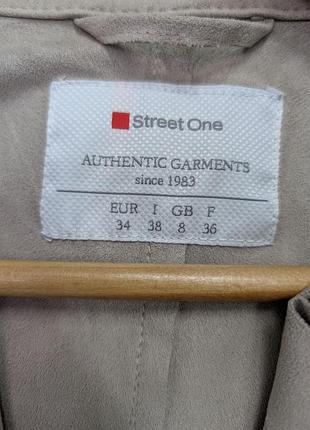 Street One
AUTHENTIC GARMENTS
since 1983
EUR I GB F
34 38 8 36